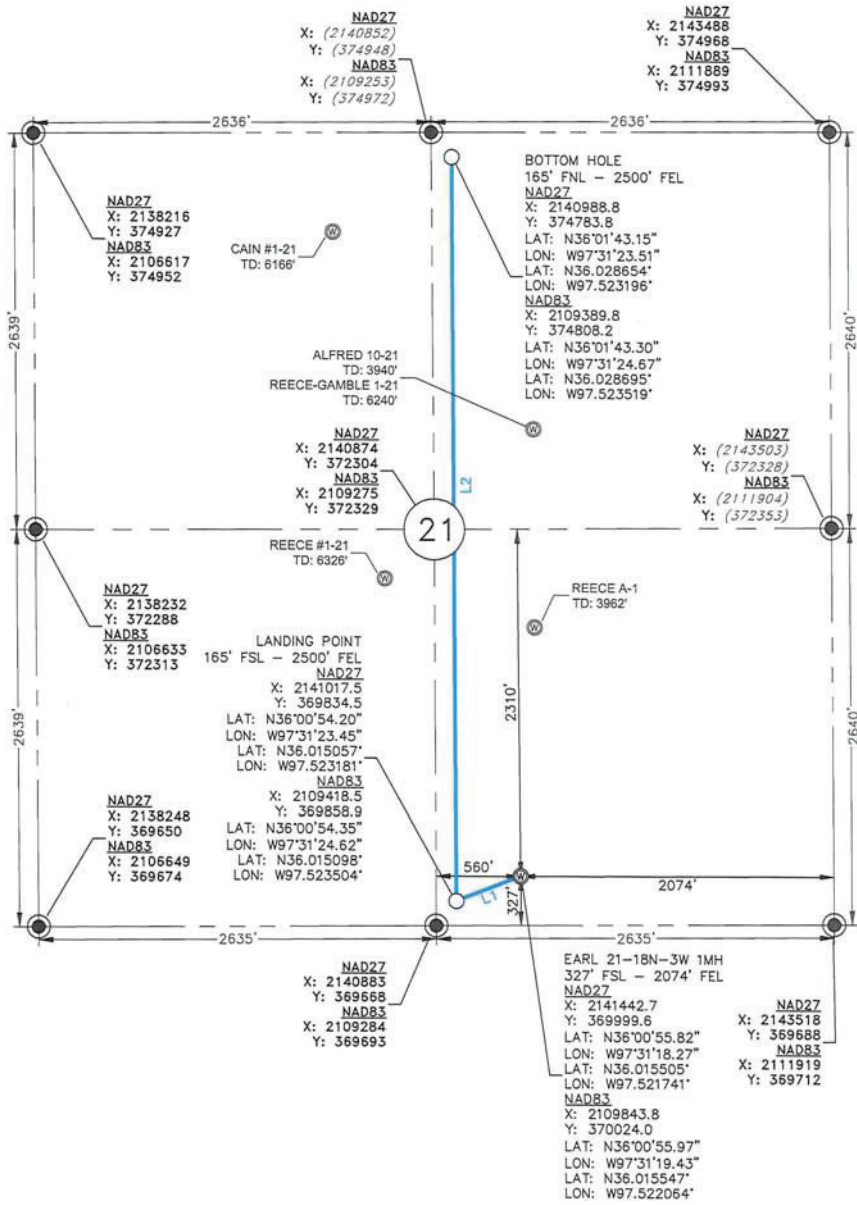 NAD27
X: (2140852)
Y: (374948)
NAD83
X: (2109253)
Y: (374972)
NAD27
X: 2143488
Y: 374968
NAD83
X: 2111889
Y: 374993
2636'
2636'
NAD27
X: 2138216
Y: 374927
NAD83
X: 2106617
Y: 374952
CAIN #1-21
TD: 6166'
BOTTOM HOLE
165' FNL – 2500' FEL
NAD27
X: 2140988.8
Y: 374783.8
LAT: N36°01'43.15"
LON: W97°31'23.51"
LAT: N36.028654°
LON: W97.523196°
NAD83
X: 2109389.8
Y: 374808.2
LAT: N36°01'43.30"
LON: W97°31'24.67"
LAT: N36.028695°
LON: W97.523519°
2639'
2640'
ALFRED 10-21
TD: 3940'
REECE-GAMBLE 1-21
TD: 6240'
W
W
NAD27
X: 2140874
Y: 372304
NAD83
X: 2109275
Y: 372329
L2
NAD27
X: (2143503)
Y: (372328)
NAD83
X: (2111904)
Y: (372353)
21
REECE #1-21
TD: 6326'
W
REECE A-1
TD: 3962'
W
NAD27
X: 2138232
Y: 372288
NAD83
X: 2106633
Y: 372313
LANDING POINT
165' FSL – 2500' FEL
NAD27
X: 2141017.5
Y: 369834.5
LAT: N36°00'54.20"
LON: W97°31'23.45"
LAT: N36.015057°
LON: W97.523181°
NAD83
X: 2109418.5
Y: 369858.9
LAT: N36°00'54.35"
LON: W97°31'24.62"
LAT: N36.015098°
LON: W97.523504°
2310'
2639'
2640'
NAD27
X: 2138248
Y: 369650
NAD83
X: 2106649
Y: 369674
560'
W
2074'
L1
327'
2635'
2635'
NAD27
X: 2140883
Y: 369668
NAD83
X: 2109284
Y: 369693
EARL 21-18N-3W 1MH
327' FSL – 2074' FEL
NAD27
X: 2141442.7
Y: 369999.6
LAT: N36°00'55.82"
LON: W97°31'18.27"
LAT: N36.015505°
LON: W97.521741°
NAD83
X: 2109843.8
Y: 370024.0
LAT: N36°00'55.97"
LON: W97°31'19.43"
LAT: N36.015547°
LON: W97.522064°
NAD27
X: 2143518
Y: 369688
NAD83
X: 2111919
Y: 369712